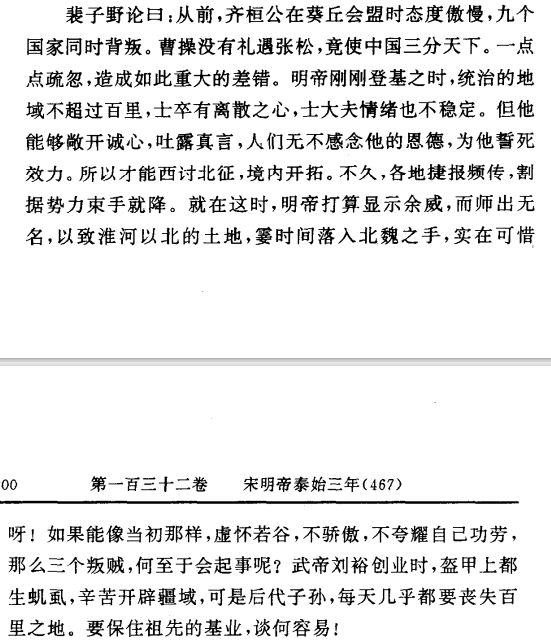 裴子野论曰:从前,齐桓公在葵丘会盟时态度傲慢,九个
国家同时背叛。曹操没有礼遇张松,竟使中国三分天下。一点
点疏忽,造成如此重大的差错。明帝刚刚登基之时,统治的地
域不超过百里,士卒有离散之心,士大夫情绪也不稳定。但他
能够敞开诚心,吐露真言,人们无不感念他的恩德,为他誓死
效力。所以才能西讨北征,境内开拓。不久,各地捷报频传,割
据势力束手就降。就在这时,明帝打算显示余威,而师出无
名,以致淮河以北的土地,霎时间落入北魏之手,实在可惜
00 第一百三十二卷 宋明帝泰始三年(467)
呀!如果能像当初那样,虚怀若谷,不骄傲,不夸耀自己功劳,
那么三个叛贼,何至于会起事呢?武帝刘裕创业时,盔甲上都
生虮虱,辛苦开辟疆域,可是后代子孙,每天几乎都要丧失百
里之地。要保住祖先的基业,谈何容易!